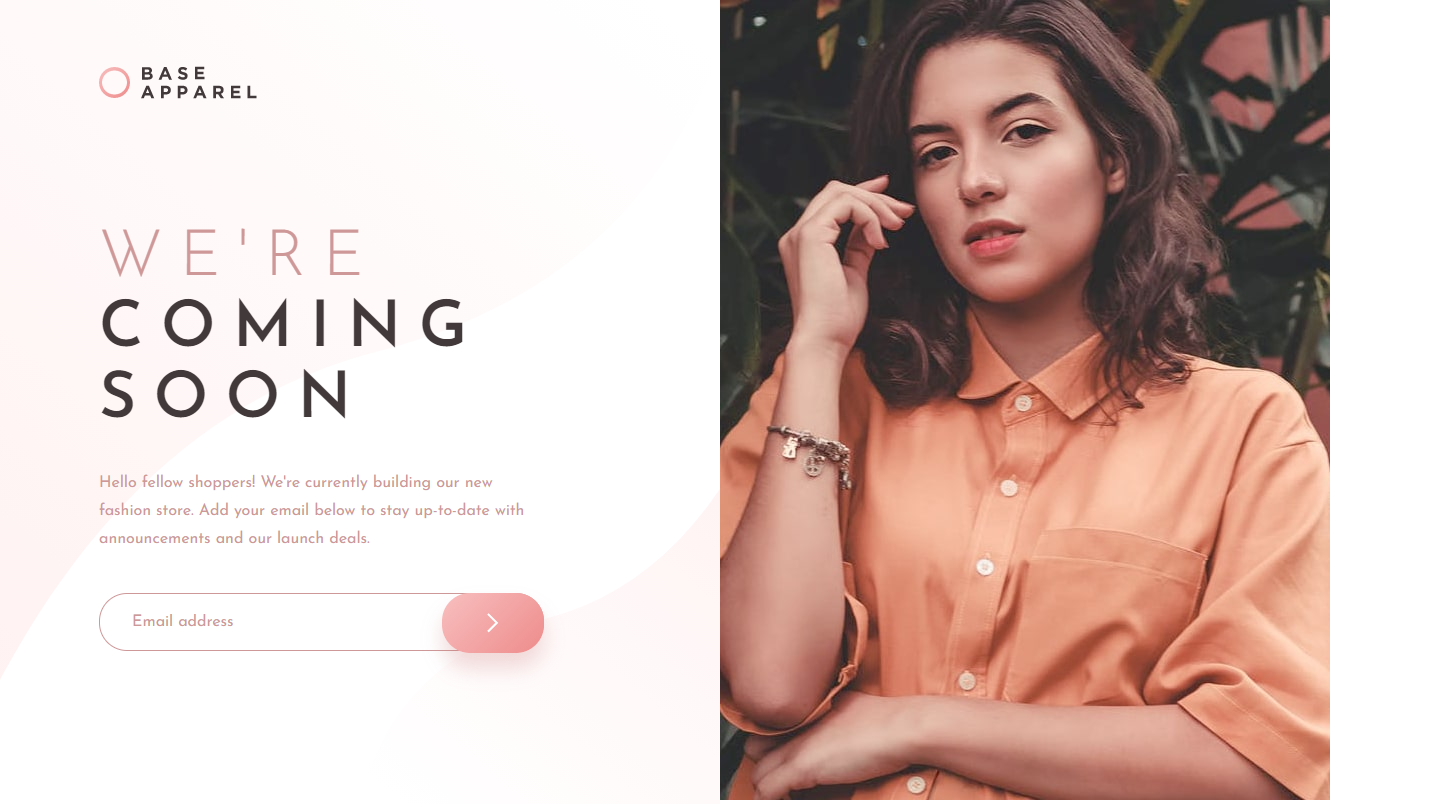 BASE
APPAREL
WE'RE
COMING
SOON
Hello fellow shoppers! We're currently building our new
fashion store. Add your email below to stay up-to-date with
announcements and our launch deals.
Email address